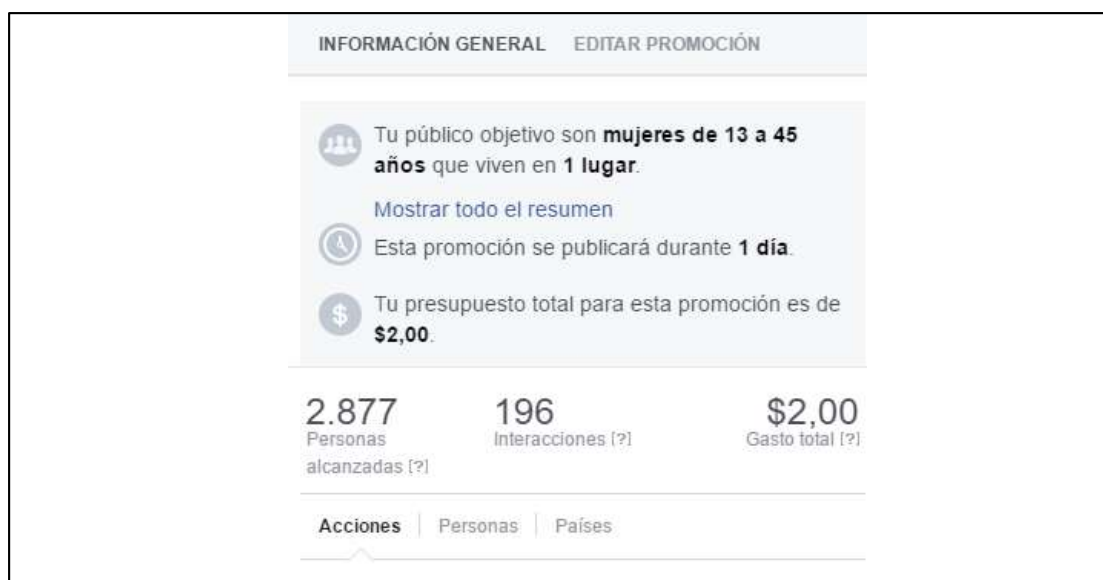 INFORMACIÓN GENERAL EDITAR PROMOCIÓN
Tu público objetivo son mujeres de 13 a 45
años que viven en 1 lugar.
Mostrar todo el resumen
Esta promoción se publicará durante 1 día.
Tu presupuesto total para esta promoción es de
$2,00.
2.877 196 $2,00
Personas Interacciones [?] Gasto total [?]
alcanzadas [?]
Acciones Personas Países